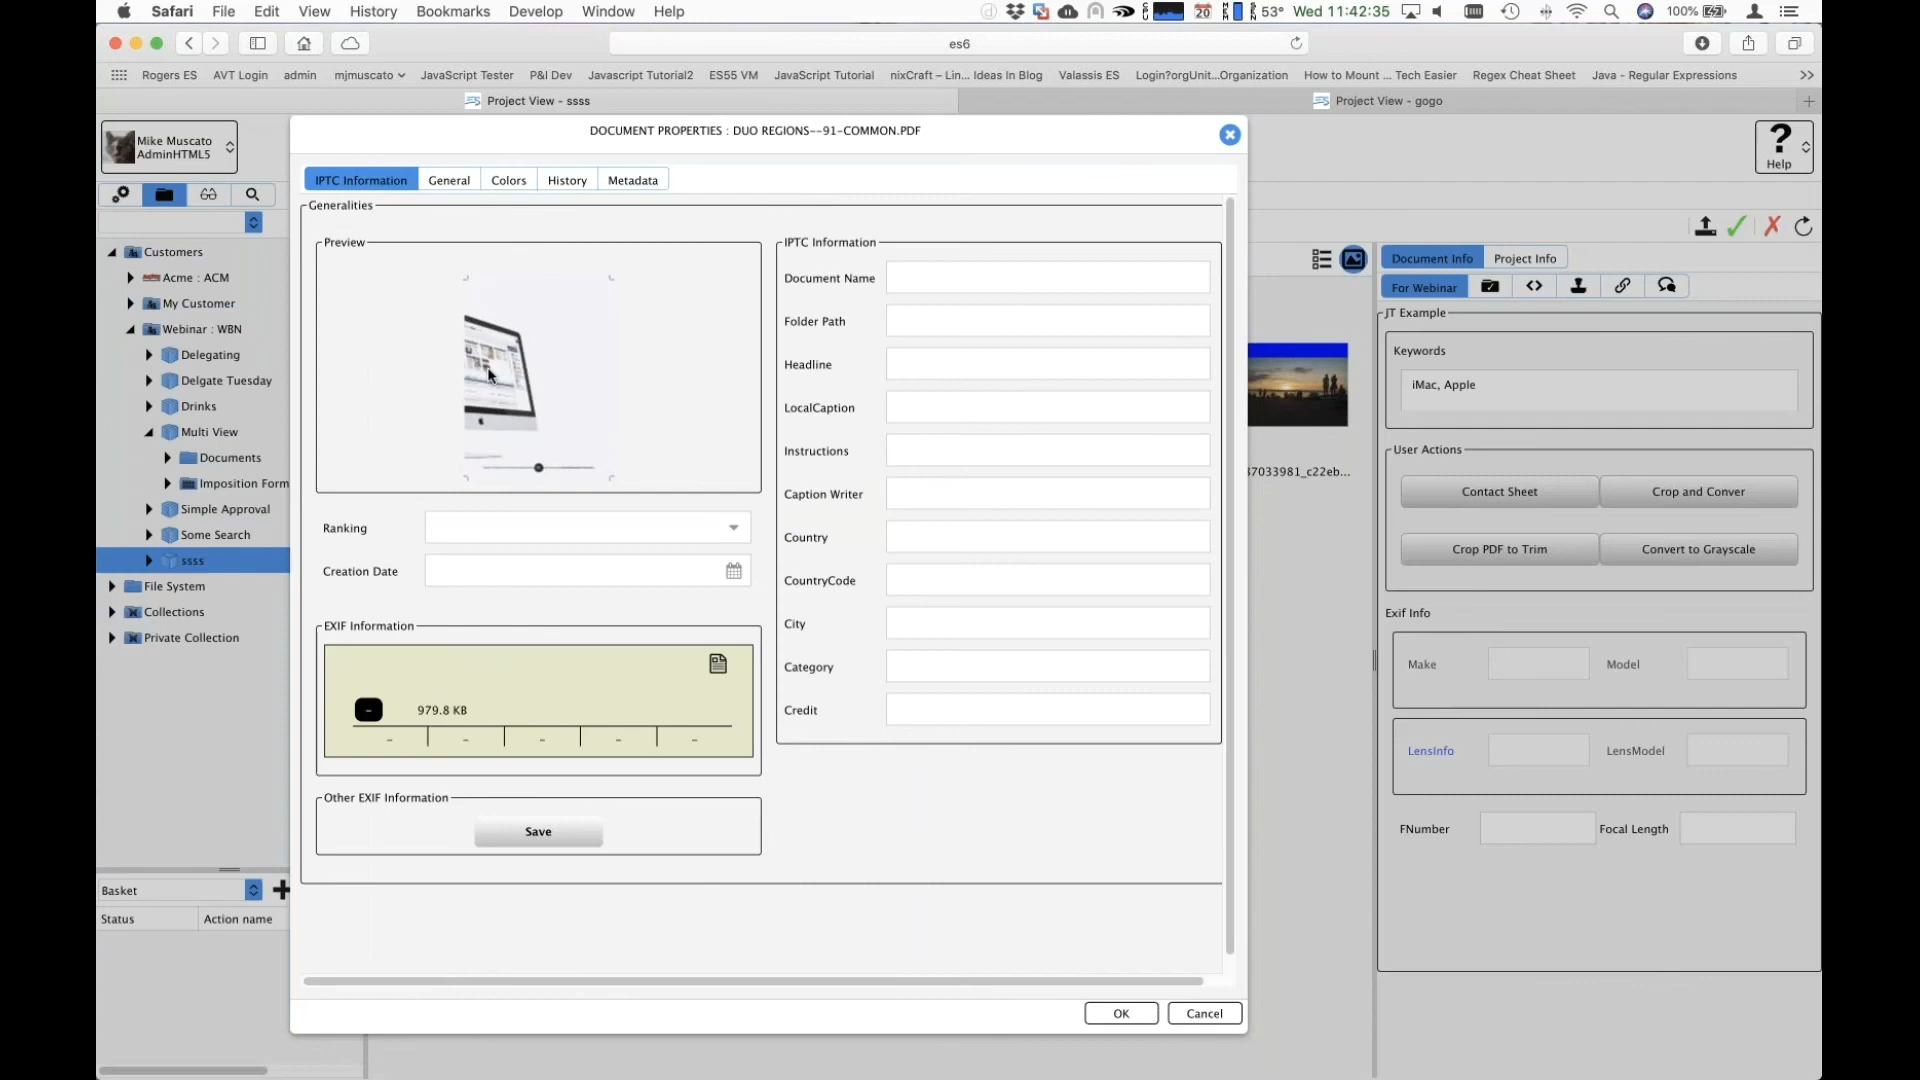 Safari File Edit View History Bookmarks Develop Window Help 53° Wed 11:42:35 100%
20
es6
Rogers ES AVT Login admin mjmuscato JavaScript Tester P&I Dev Javascript Tutorial2 ES55 VM JavaScript Tutorial nixCraft – Lin... Ideas In Blog Valassis ES Login?orgUnit...Organization How to Mount ... Tech Easier Regex Cheat Sheet Java - Regular Expressions >>
Project View - ssss Project View - gogo
Mike Muscato
AdminHTML5
DOCUMENT PROPERTIES : DUO REGIONS--91-COMMON.PDF
?
Help
IPTC Information General Colors History Metadata
Generalities
Preview
IPTC Information
Document Name
Folder Path
Headline
LocalCaption
Instructions
Caption Writer
Country
CountryCode
City
Category
Credit
Ranking
Creation Date
EXIF Information
- 979.8 KB
- - - - -
Other EXIF Information
Save
OK Cancel
Customers
Acme : ACM
My Customer
Webinar : WBN
Delegating
Delgate Tuesday
Drinks
Multi View
Documents
Imposition Form
Simple Approval
Some Search
ssss
File System
Collections
Private Collection
Basket
Status Action name
37033981_c22eb...
Document Info Project Info
For Webinar
JT Example
Keywords
iMac, Apple
User Actions
Contact Sheet Crop and Conver
Crop PDF to Trim Convert to Grayscale
Exif Info
Make Model
LensInfo LensModel
FNumber Focal Length